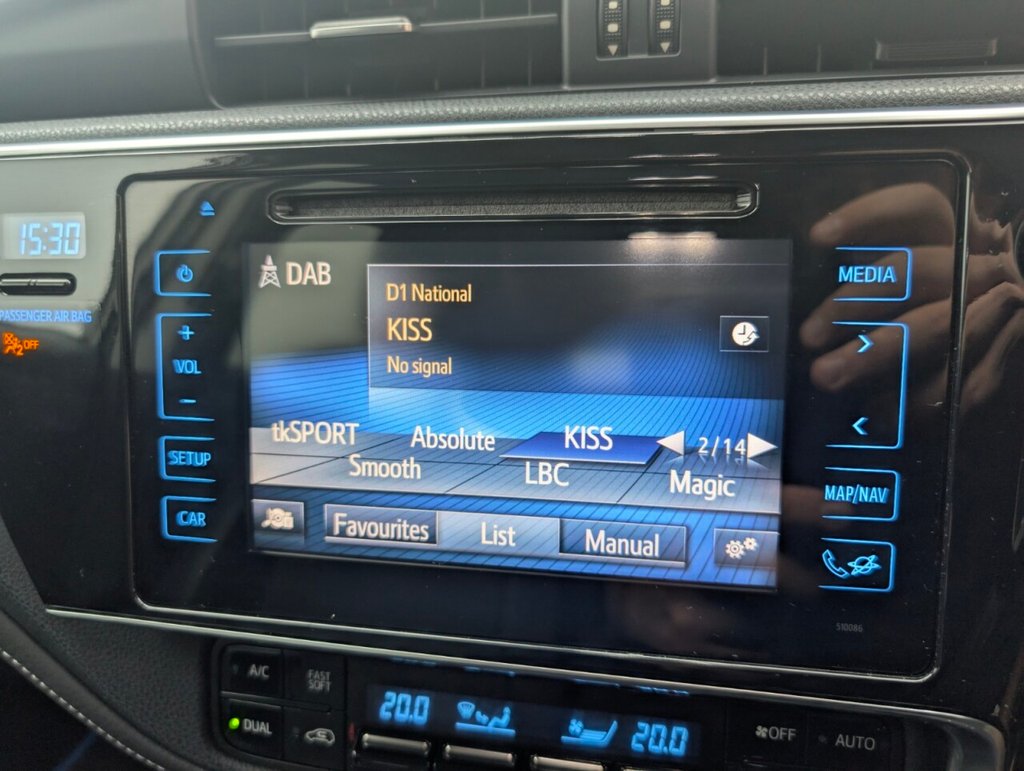 15:30
PASSENGER AIR BAG
2 OFF
DAB
D1 National
KISS
No signal
tkSPORT Absolute KISS 2/14
Smooth LBC Magic
Favourites List Manual
VOL
SETUP
CAR
MEDIA
MAP/NAV
510086
A/C
FAST
SOFT
DUAL
20.0
20.0
OFF
AUTO